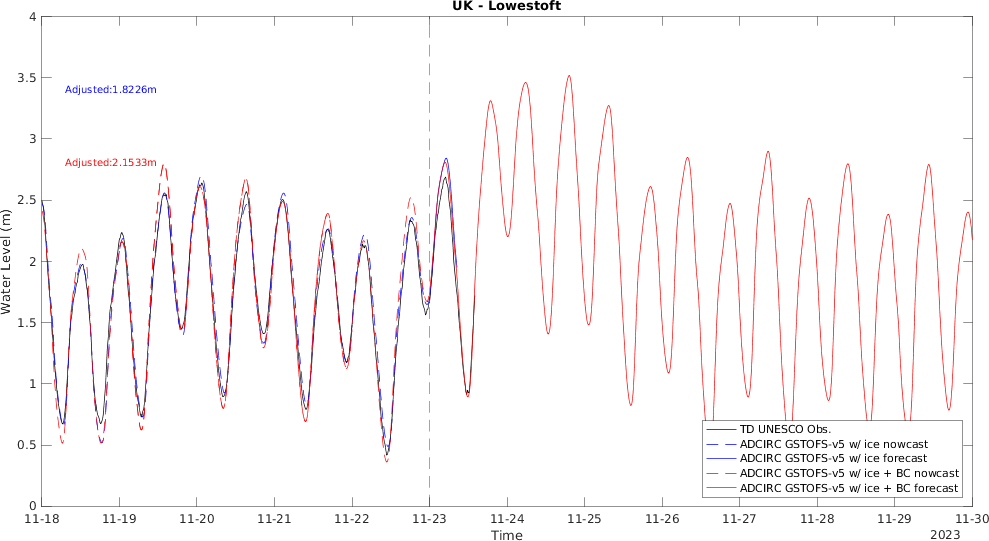 UK - Lowestoft
4
3.5
3
2.5
2
1.5
1
0.5
0
Water Level (m)
Adjusted:1.8226m
Adjusted:2.1533m
TD UNESCO Obs.
ADCIRC GSTOFS-v5 w/ ice nowcast
ADCIRC GSTOFS-v5 w/ ice forecast
ADCIRC GSTOFS-v5 w/ ice + BC nowcast
ADCIRC GSTOFS-v5 w/ ice + BC forecast
11-18 11-19 11-20 11-21 11-22 11-23 11-24 11-25 11-26 11-27 11-28 11-29 11-30
Time
2023